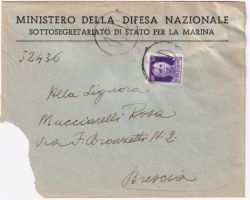 MINISTERO DELLA DIFESA NAZIONALE
SOTTOSEGRETARIATO DI STATO PER LA MARINA
52436
Alla Signora
Mucciarelli Rosa
Via F. Bronzetti N. 2
Brescia